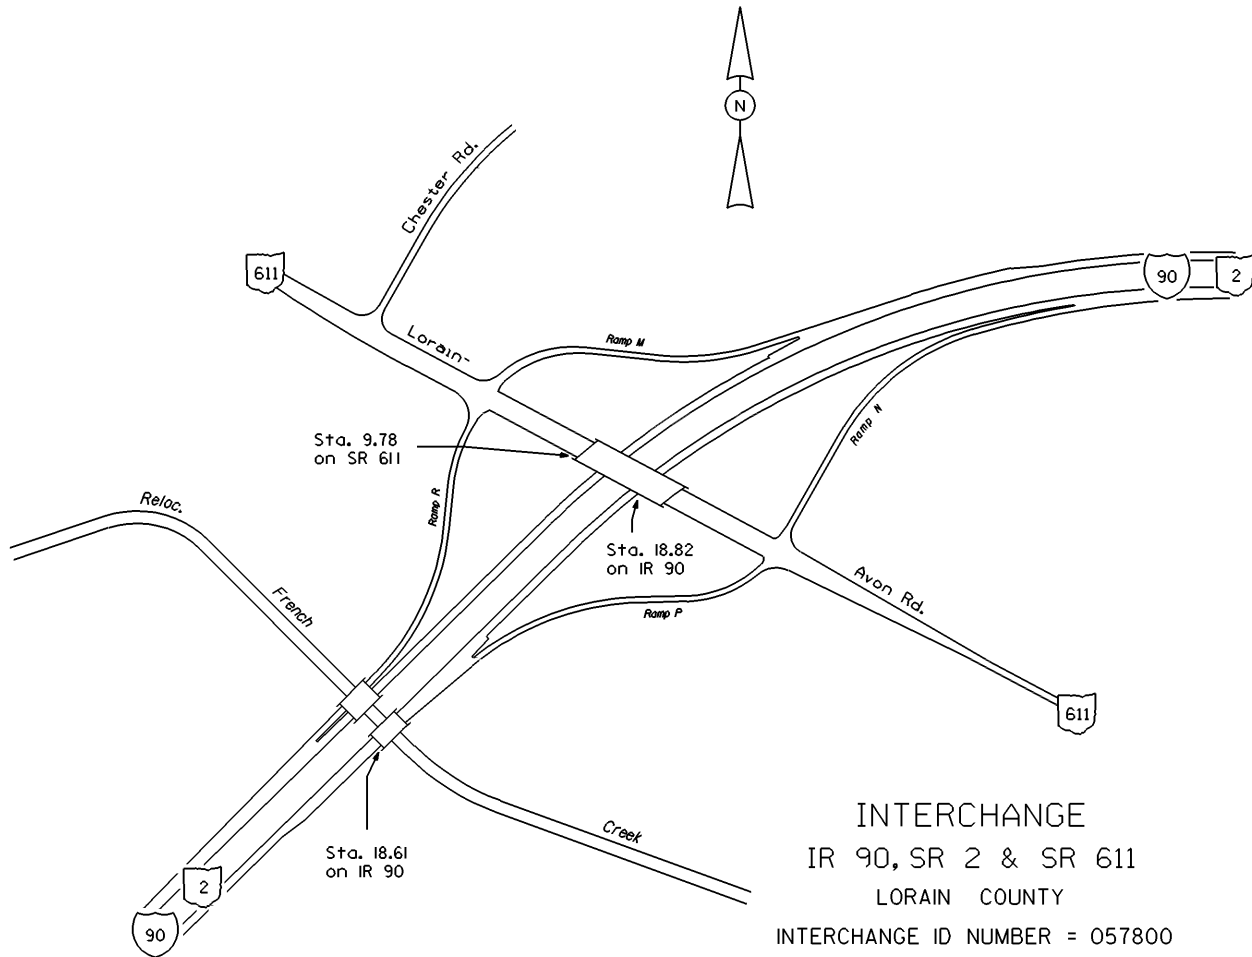 N
Chester Rd.
611
90
2
Lorain-
Ramp M
Ramp N
Sta. 9.78
on SR 611
Ramp R
Reloc.
Sta. 18.82
on IR 90
Avon Rd.
French
Ramp P
611
Sta. 18.61
on IR 90
Creek
2
90
INTERCHANGE
IR 90, SR 2 & SR 611
LORAIN COUNTY
INTERCHANGE ID NUMBER = 057800